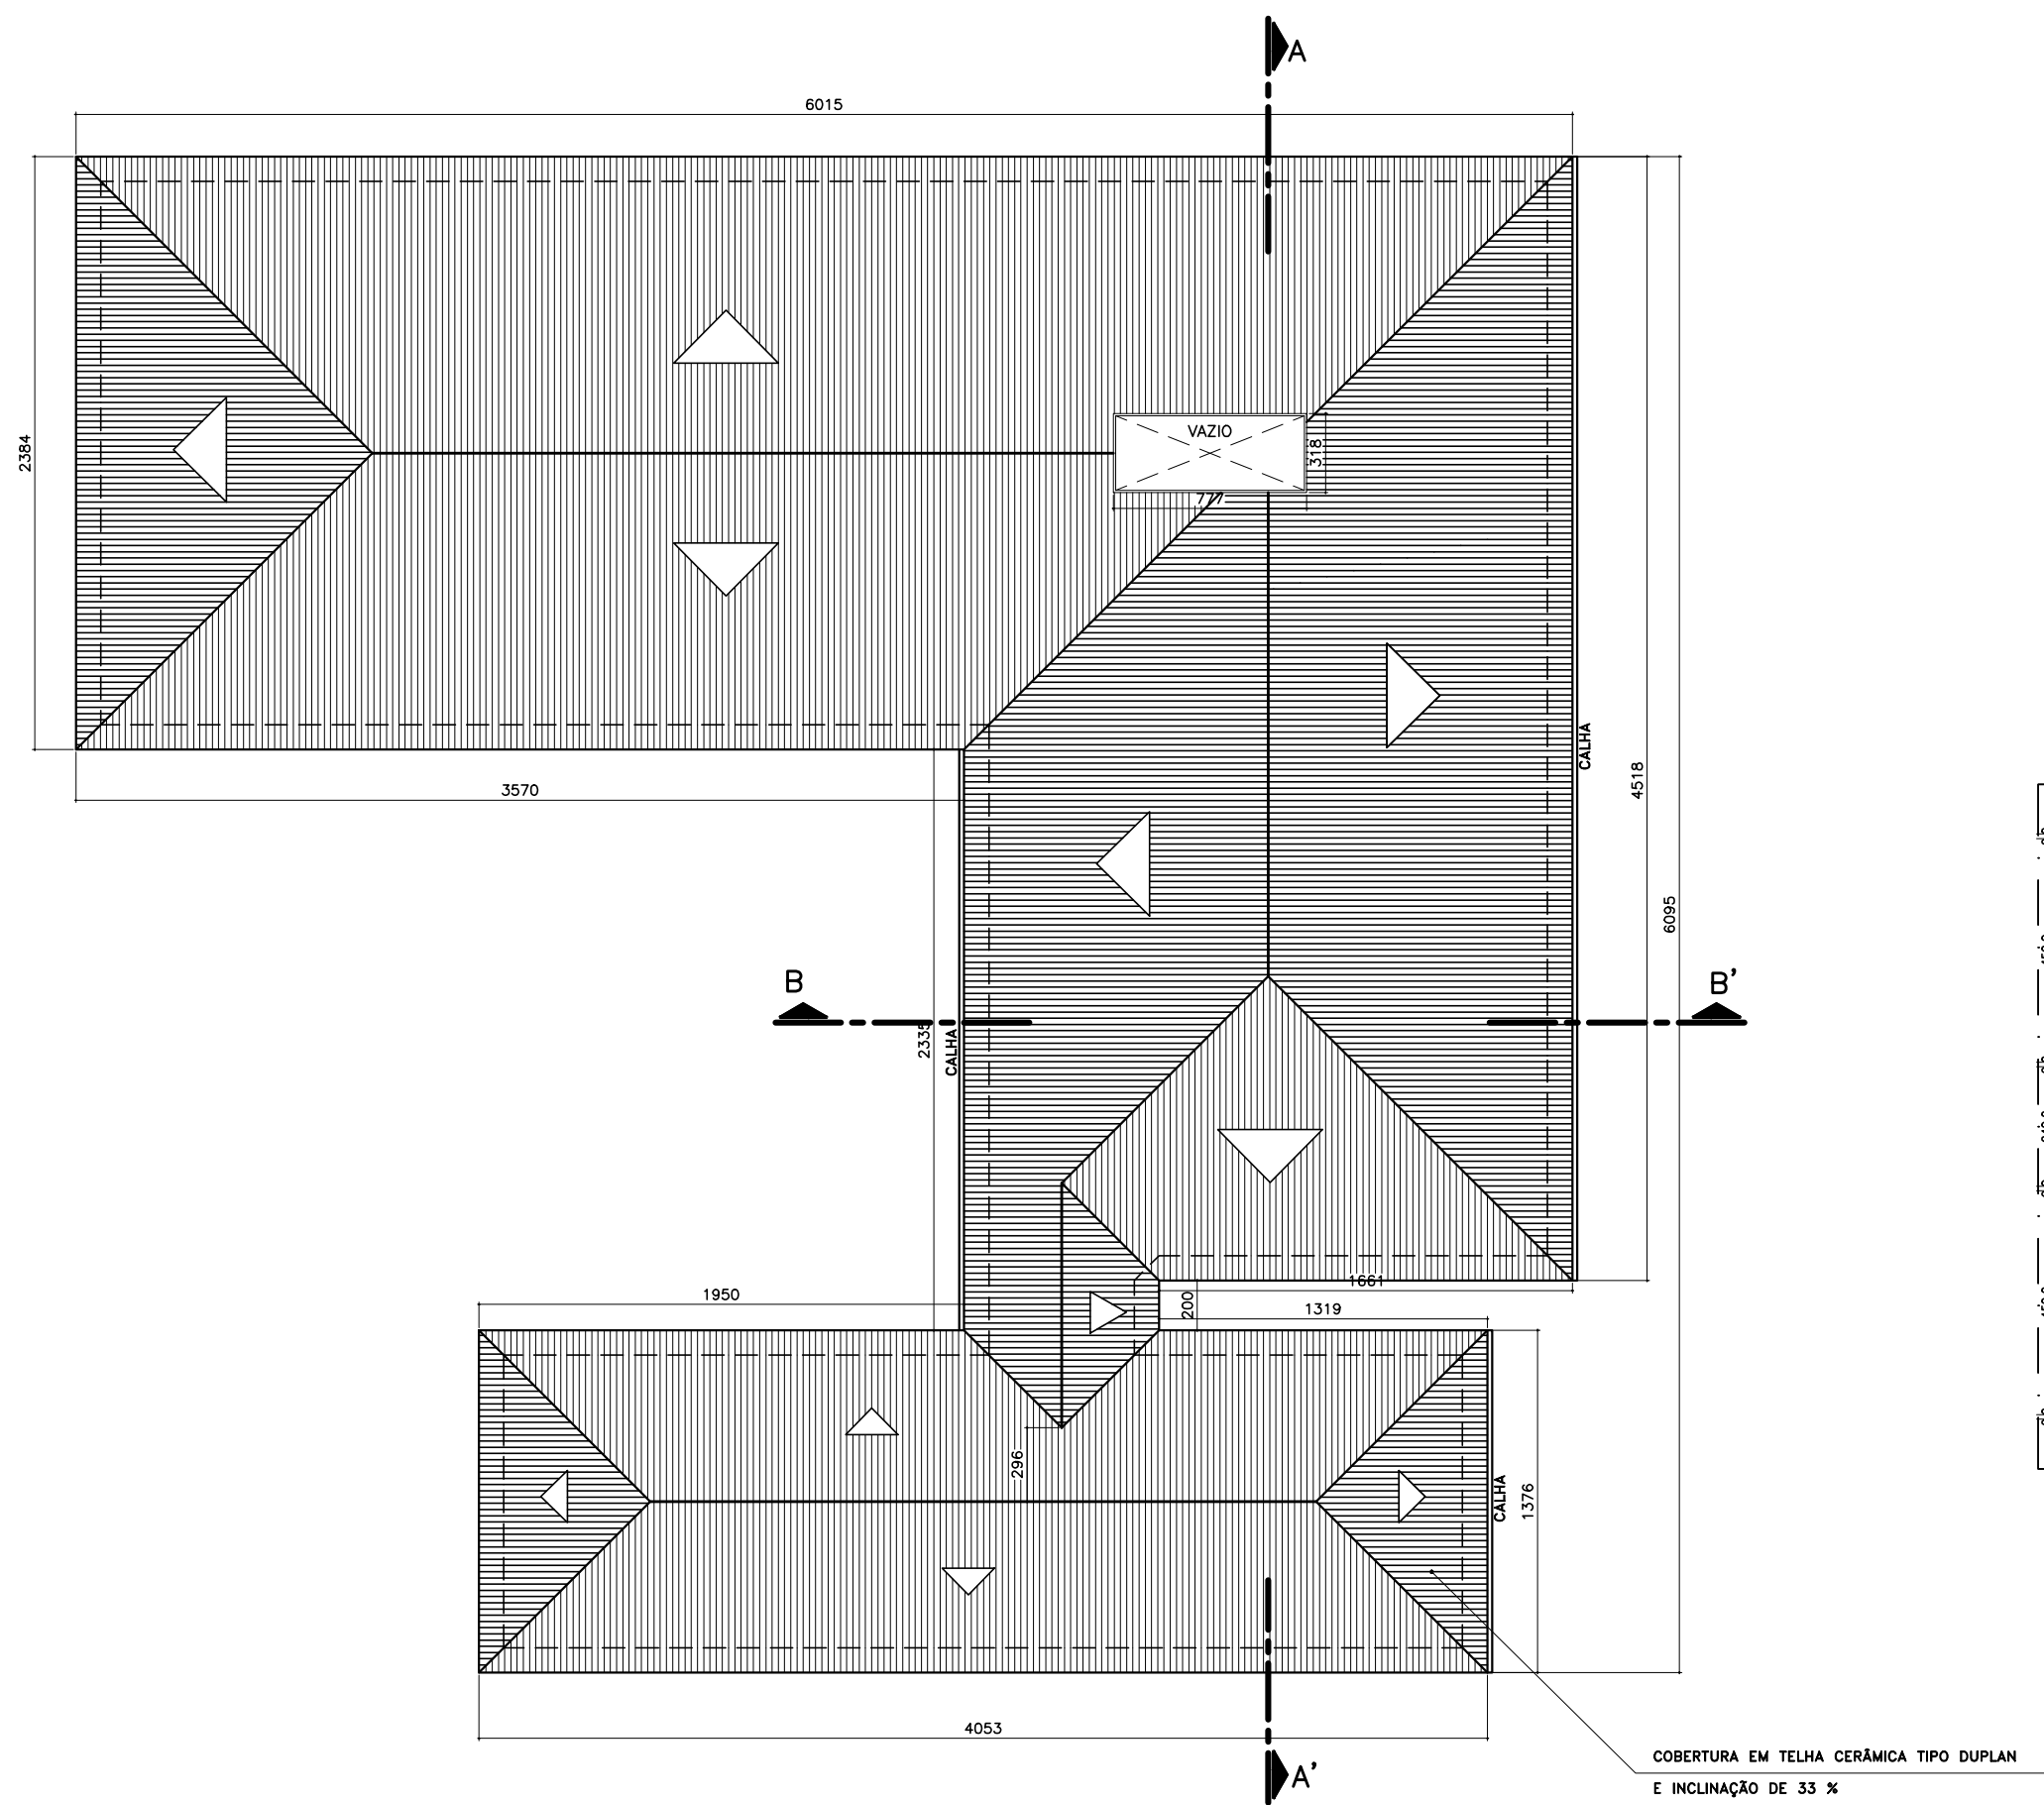 A
6015
VAZIO
318
2384
777
CALHA
4518
3570
6095
B
B'
2335
CALHA
1661
200
1950
1319
296
CALHA
1376
4053
A'
COBERTURA EM TELHA CERÂMICA TIPO DUPLAN
E INCLINAÇÃO DE 33 %